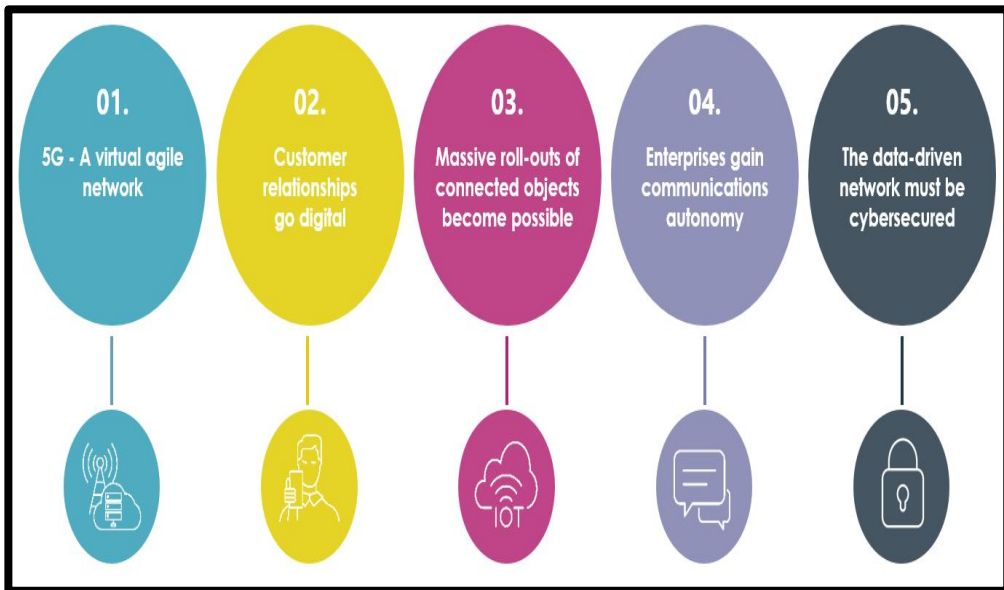 01.
5G - A virtual agile
network
02.
Customer
relationships
go digital
03.
Massive roll-outs of
connected objects
become possible
04.
Enterprises gain
communications
autonomy
05.
The data-driven
network must be
cybersecured
IOT